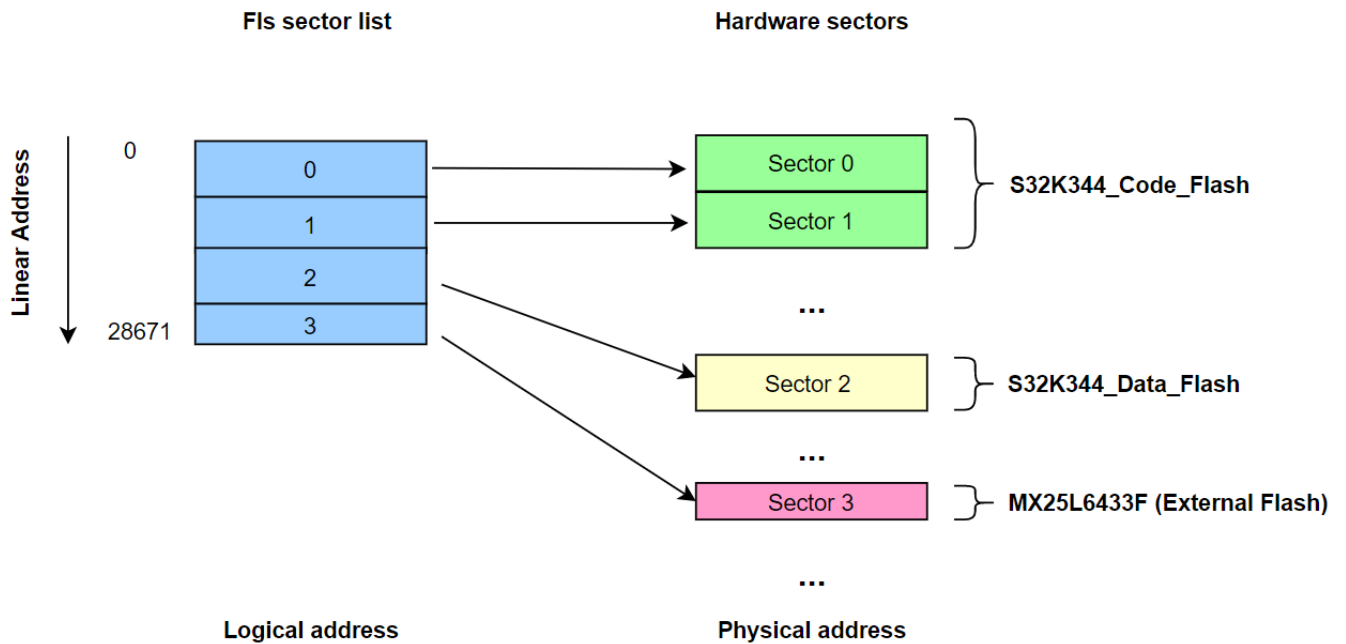 Fls sector list
Hardware sectors
Linear Address
0
28671
0
1
2
3
Sector 0
Sector 1
...
Sector 2
...
Sector 3
...
S32K344_Code_Flash
S32K344_Data_Flash
MX25L6433F (External Flash)
Logical address
Physical address